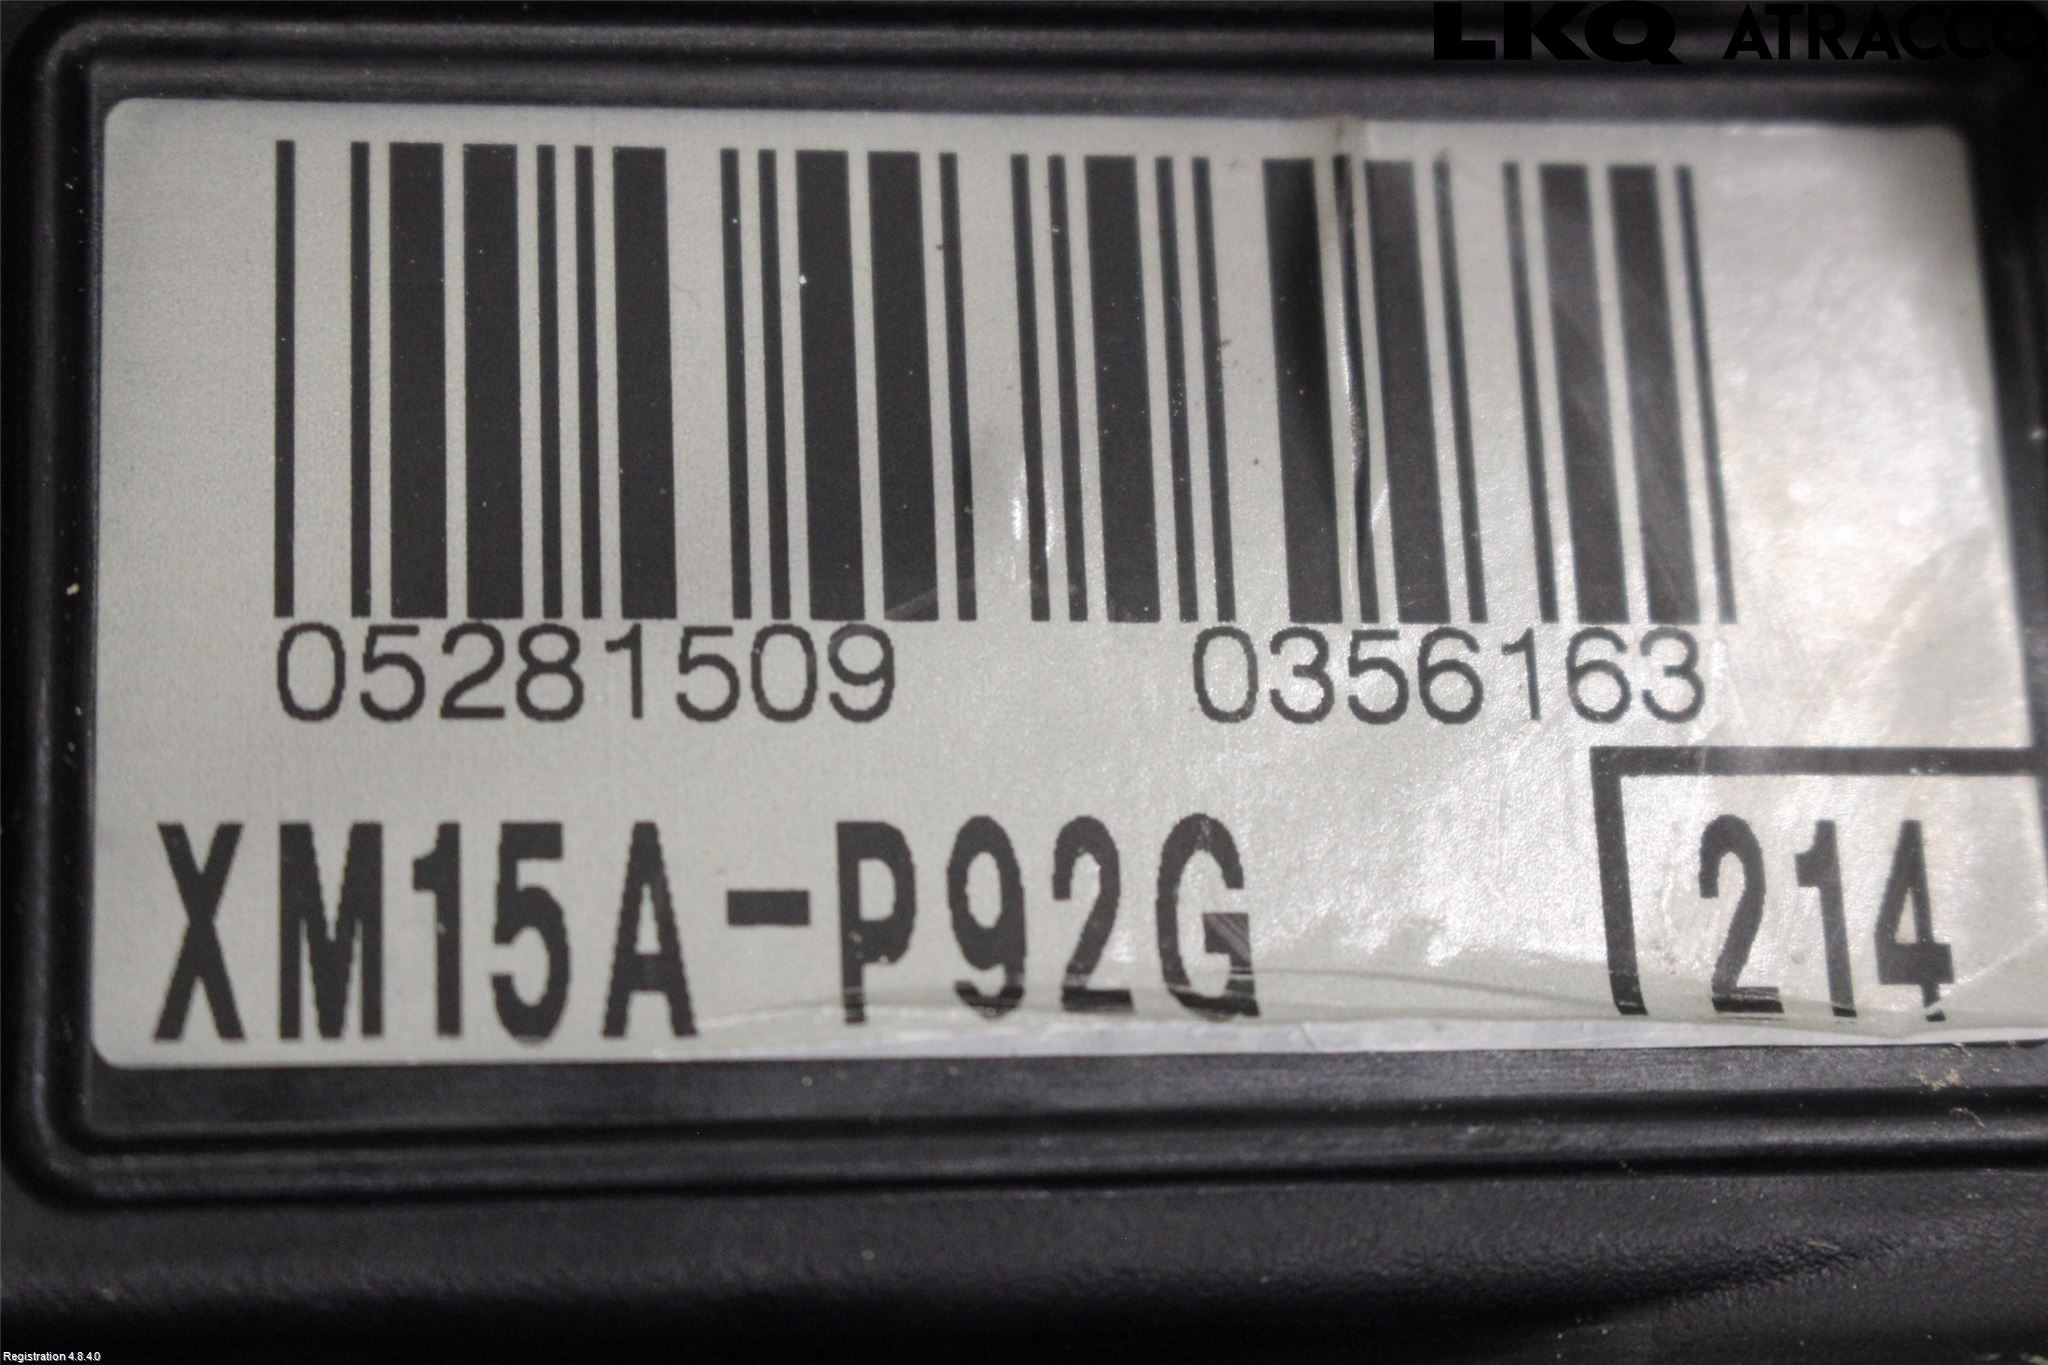 LKQ ATRACCO
05281509 0356163
XM15A-P92G 214
Registration 4.8.4.0